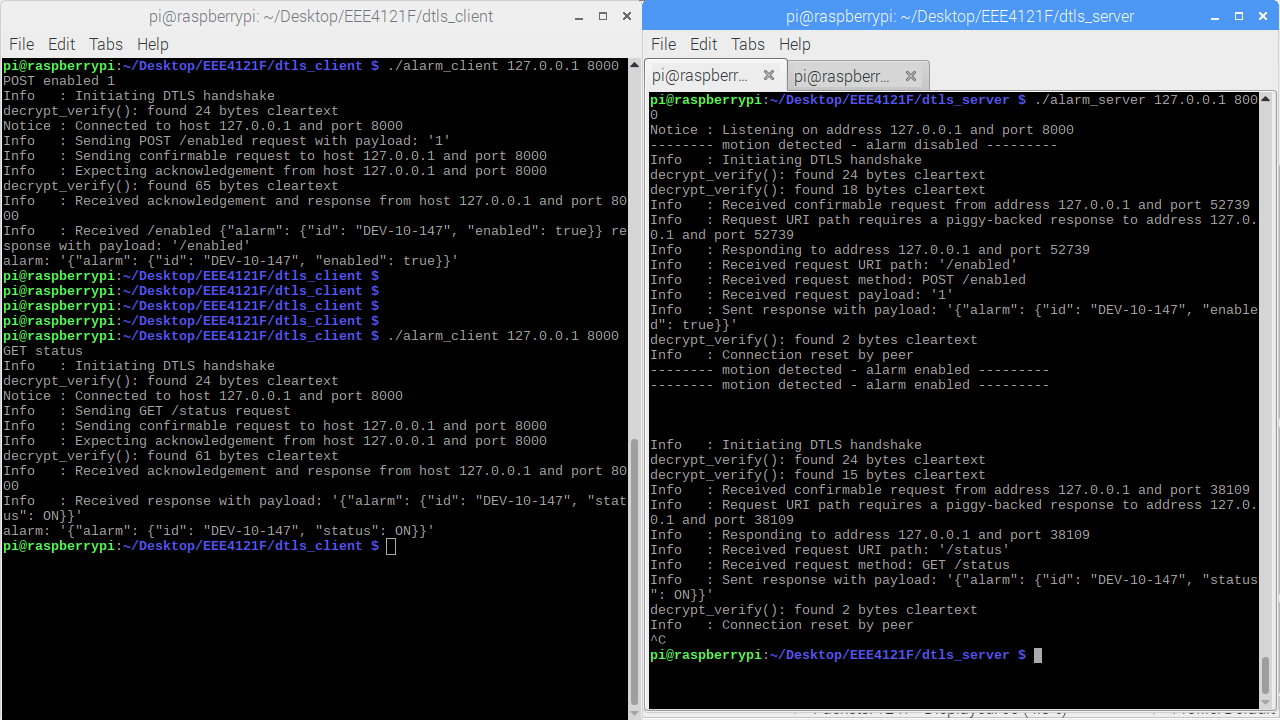 pi@raspberrypi: ~/Desktop/EEE4121F/dtls_client
File Edit Tabs Help
pi@raspberrypi:~/Desktop/EEE4121F/dtls_client $ ./alarm_client 127.0.0.1 8000
POST enabled 1
Info   : Initiating DTLS handshake
decrypt_verify(): found 24 bytes cleartext
Notice : Connected to host 127.0.0.1 and port 8000
Info   : Sending POST /enabled request with payload: '1'
Info   : Sending confirmable request to host 127.0.0.1 and port 8000
Info   : Expecting acknowledgement from host 127.0.0.1 and port 8000
decrypt_verify(): found 65 bytes cleartext
Info   : Received acknowledgement and response from host 127.0.0.1 and port 80
00
Info   : Received /enabled {"alarm": {"id": "DEV-10-147", "enabled": true}} re
sponse with payload: '/enabled'
alarm: '{"alarm": {"id": "DEV-10-147", "enabled": true}}'
pi@raspberrypi:~/Desktop/EEE4121F/dtls_client $
pi@raspberrypi:~/Desktop/EEE4121F/dtls_client $
pi@raspberrypi:~/Desktop/EEE4121F/dtls_client $
pi@raspberrypi:~/Desktop/EEE4121F/dtls_client $
pi@raspberrypi:~/Desktop/EEE4121F/dtls_client $ ./alarm_client 127.0.0.1 8000
GET status
Info   : Initiating DTLS handshake
decrypt_verify(): found 24 bytes cleartext
Notice : Connected to host 127.0.0.1 and port 8000
Info   : Sending GET /status request
Info   : Sending confirmable request to host 127.0.0.1 and port 8000
Info   : Expecting acknowledgement from host 127.0.0.1 and port 8000
decrypt_verify(): found 61 bytes cleartext
Info   : Received acknowledgement and response from host 127.0.0.1 and port 80
00
Info   : Received response with payload: '{"alarm": {"id": "DEV-10-147", "stat
us": ON}}'
alarm: '{"alarm": {"id": "DEV-10-147", "status": ON}}'
pi@raspberrypi:~/Desktop/EEE4121F/dtls_client $
pi@raspberrypi: ~/Desktop/EEE4121F/dtls_server
File Edit Tabs Help
pi@raspberr... pi@raspberr...
pi@raspberrypi:~/Desktop/EEE4121F/dtls_server $ ./alarm_server 127.0.0.1 800
0
Notice : Listening on address 127.0.0.1 and port 8000
-------- motion detected - alarm disabled ---------
Info   : Initiating DTLS handshake
decrypt_verify(): found 24 bytes cleartext
decrypt_verify(): found 18 bytes cleartext
Info   : Received confirmable request from address 127.0.0.1 and port 52739
Info   : Request URI path requires a piggy-backed response to address 127.0.
0.1 and port 52739
Info   : Responding to address 127.0.0.1 and port 52739
Info   : Received request URI path: '/enabled'
Info   : Received request method: POST /enabled
Info   : Received request payload: '1'
Info   : Sent response with payload: '{"alarm": {"id": "DEV-10-147", "enable
d": true}}'
decrypt_verify(): found 2 bytes cleartext
Info   : Connection reset by peer
-------- motion detected - alarm enabled ---------
-------- motion detected - alarm enabled ---------
Info   : Initiating DTLS handshake
decrypt_verify(): found 24 bytes cleartext
decrypt_verify(): found 15 bytes cleartext
Info   : Received confirmable request from address 127.0.0.1 and port 38109
Info   : Request URI path requires a piggy-backed response to address 127.0.
0.1 and port 38109
Info   : Responding to address 127.0.0.1 and port 38109
Info   : Received request URI path: '/status'
Info   : Received request method: GET /status
Info   : Sent response with payload: '{"alarm": {"id": "DEV-10-147", "status
": ON}}'
decrypt_verify(): found 2 bytes cleartext
Info   : Connection reset by peer
^C
pi@raspberrypi:~/Desktop/EEE4121F/dtls_server $